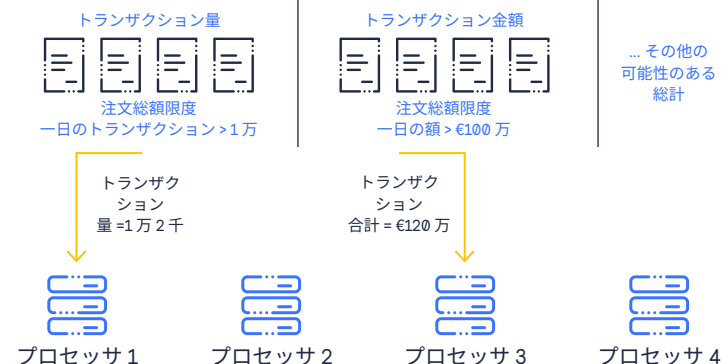 トランザクション量
注文総額限度
一日のトランザクション > 1 万
トランザクション金額
注文総額限度
一日の額 > €100 万
... その他の
可能性のある
総計
トランザク
ション
量 =1 万 2 千
トランザク
ション
合計 = €120 万
プロセッサ 1
プロセッサ 2
プロセッサ 3
プロセッサ 4